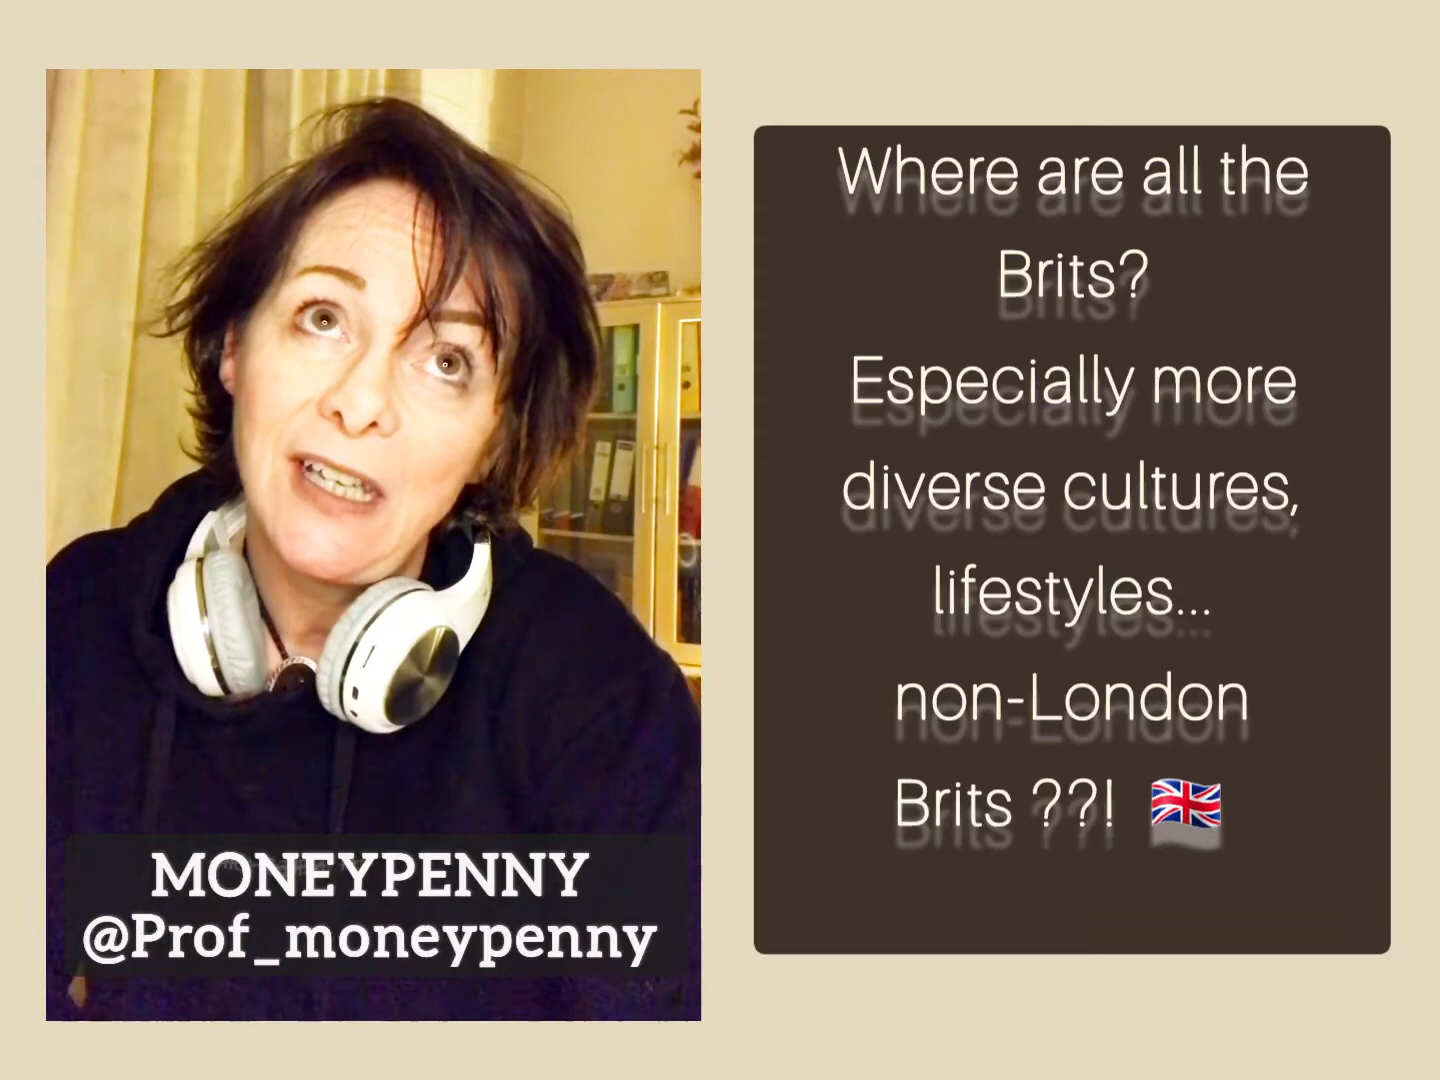 MONEYPENNY
@Prof_moneypenny
Where are all the
Brits?
Especially more
diverse cultures,
lifestyles...
non-London
Brits ??! 🇬🇧